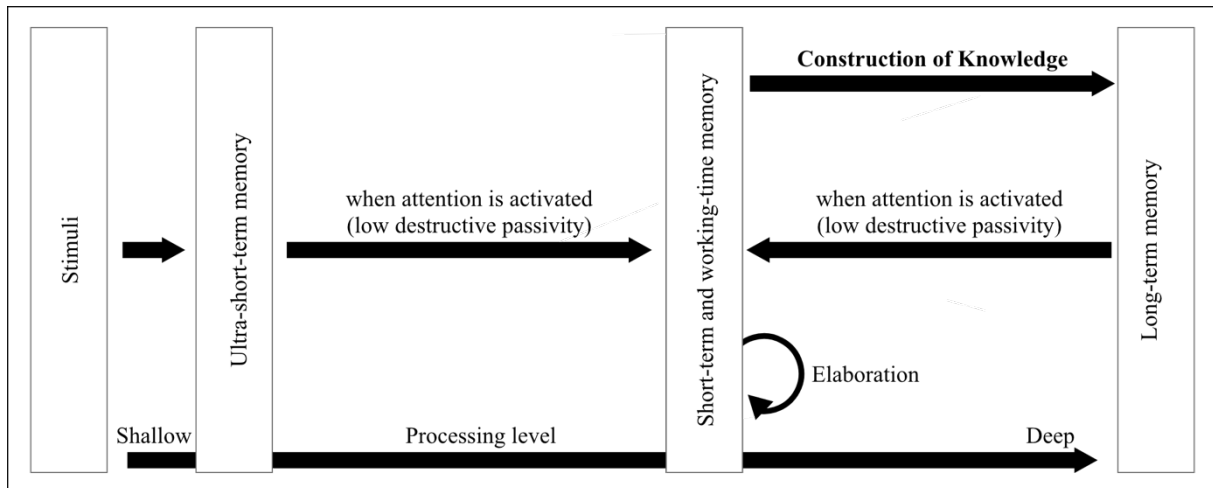 Stimuli
Ultra-short-term memory
Short-term and working-time memory
Long-term memory
Construction of Knowledge
when attention is activated
(low destructive passivity)
when attention is activated
(low destructive passivity)
Elaboration
Shallow
Processing level
Deep